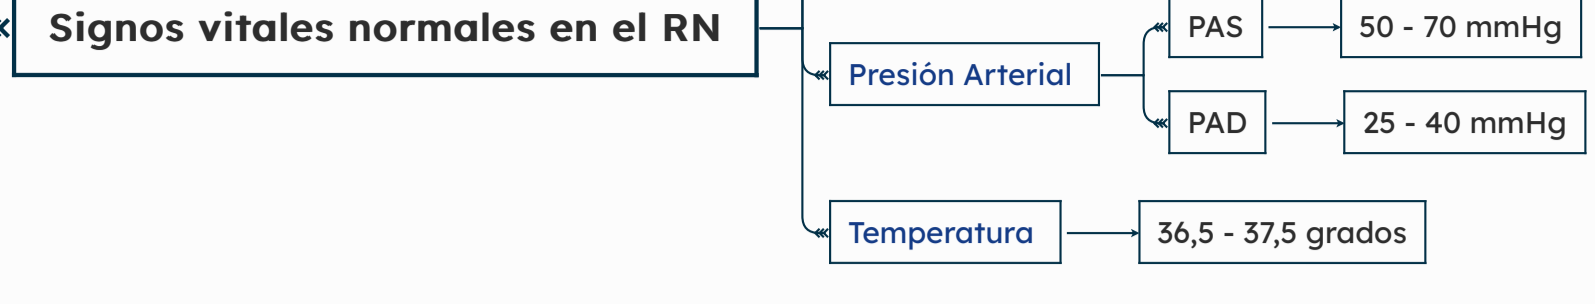 Signos vitales normales en el RN
Presión Arterial
PAS
50 - 70 mmHg
PAD
25 - 40 mmHg
Temperatura
36,5 - 37,5 grados